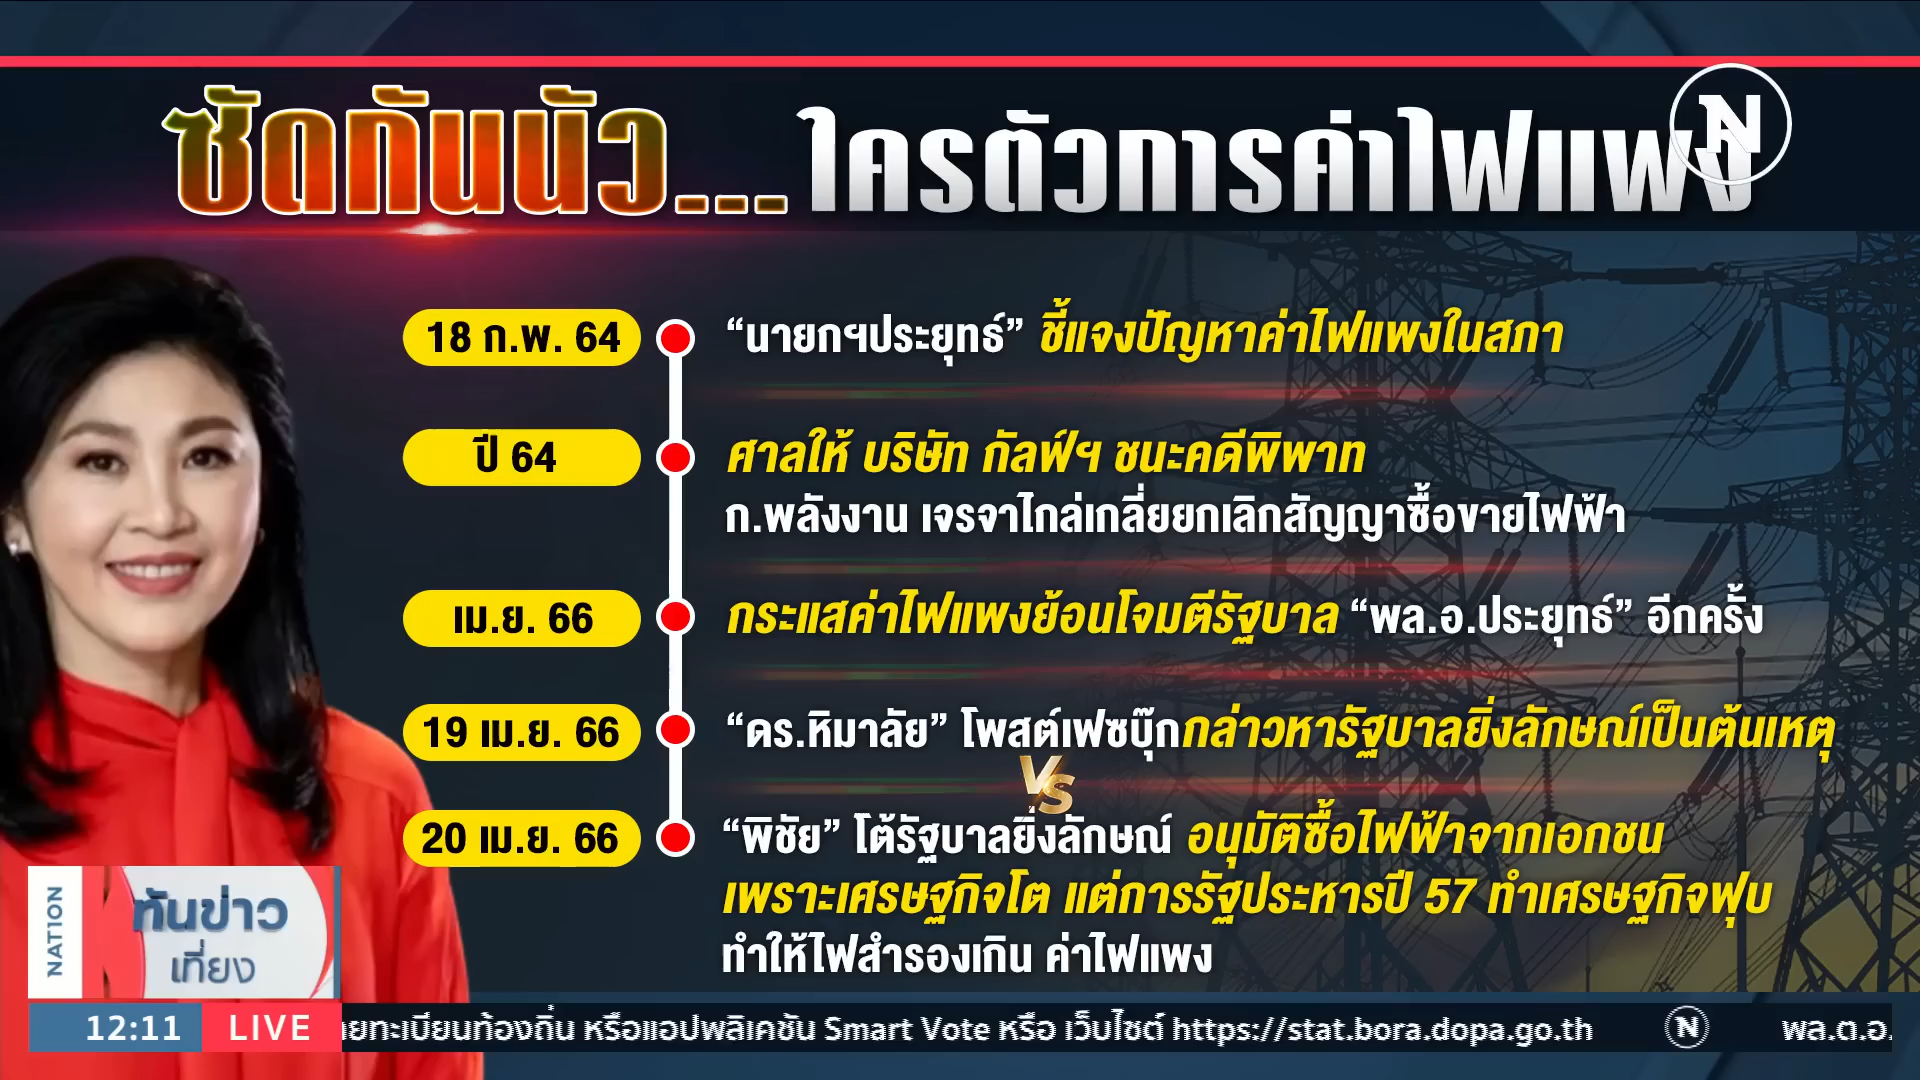 ซัดกันนัว... ใครตัวการค่าไฟแพง
N
18 ก.พ. 64
“นายกฯประยุทธ์” ชี้แจงปัญหาค่าไฟแพงในสภา
ปี 64
ศาลให้ บริษัท กัลฟ์ฯ ชนะคดีพิพาท
ก.พลังงาน เจรจาไกล่เกลี่ยยกเลิกสัญญาซื้อขายไฟฟ้า
เม.ย. 66
กระแสค่าไฟแพงย้อนโจมตีรัฐบาล “พล.อ.ประยุทธ์” อีกครั้ง
19 เม.ย. 66
“ดร.หิมาลัย” โพสต์เฟซบุ๊กกล่าวหารัฐบาลยิ่งลักษณ์เป็นต้นเหตุ
VS
20 เม.ย. 66
“พิชัย” โต้รัฐบาลยิ่งลักษณ์ อนุมัติซื้อไฟฟ้าจากเอกชน
เพราะเศรษฐกิจโต แต่การรัฐประหารปี 57 ทำเศรษฐกิจฟุบ
ทำให้ไฟสำรองเกิน ค่าไฟแพง
NATION
ทันข่าว
เที่ยง
12:11 LIVE ายทะเบียนท้องถิ่น หรือแอปพลิเคชัน Smart Vote หรือ เว็บไซต์ https://stat.bora.dopa.go.th N พล.ต.อ.